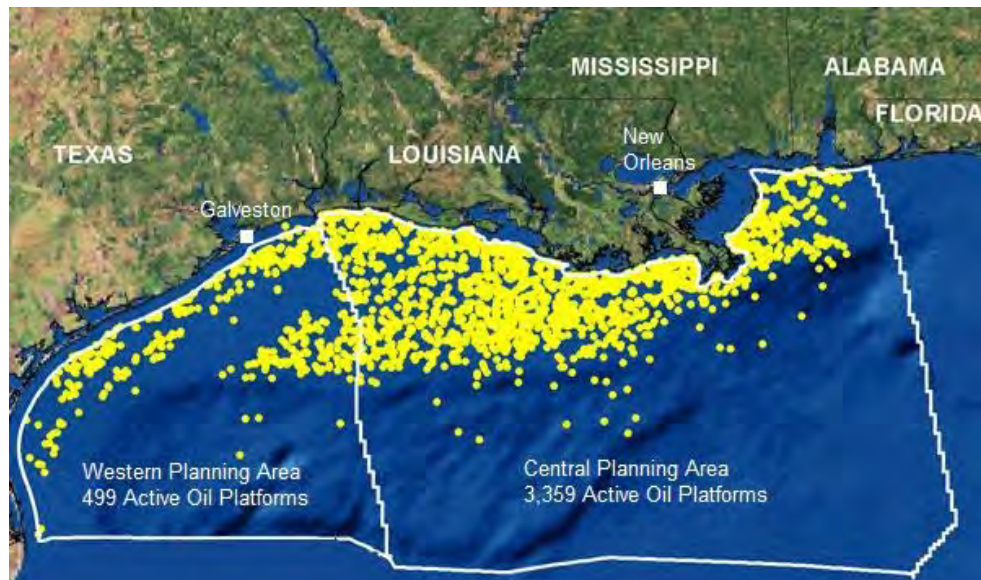 MISSISSIPPI
ALABAMA
FLORIDA
TEXAS
LOUISIANA
New
Orleans
Galveston
Western Planning Area
499 Active Oil Platforms
Central Planning Area
3,359 Active Oil Platforms